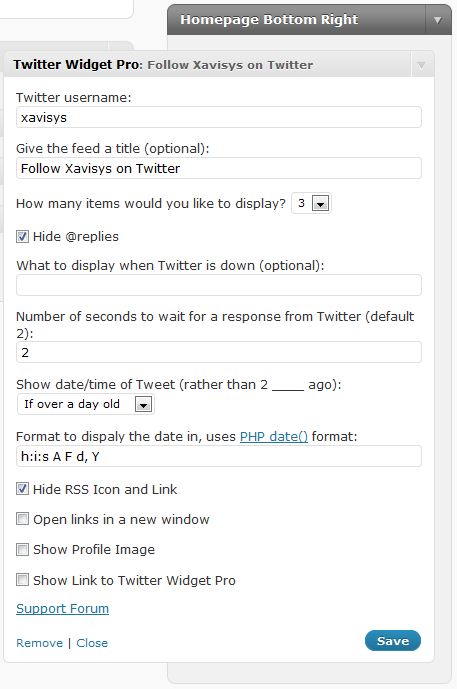 Homepage Bottom Right
Twitter Widget Pro: Follow Xavisys on Twitter
Twitter username:
xavisys
Give the feed a title (optional):
Follow Xavisys on Twitter
How many items would you like to display? 3
Hide @replies
What to display when Twitter is down (optional):
Number of seconds to wait for a response from Twitter (default
2):
2
Show date/time of Tweet (rather than 2 ____ ago):
If over a day old
Format to dispaly the date in, uses PHP date() format:
h:i:s A F d, Y
Hide RSS Icon and Link
Open links in a new window
Show Profile Image
Show Link to Twitter Widget Pro
Support Forum
Remove | Close
Save